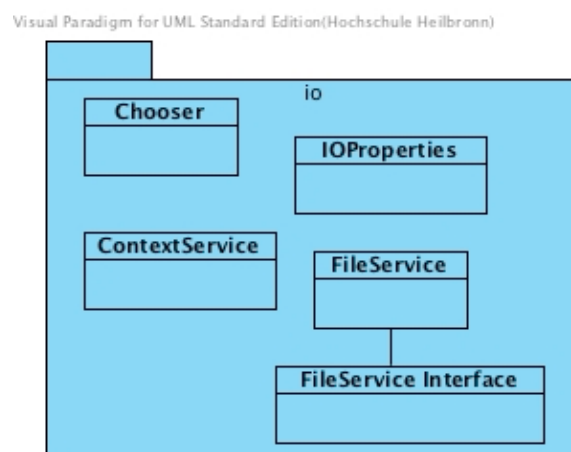 Visual Paradigm for UML Standard Edition(Hochschule Heilbronn)
io
Chooser
IOProperties
ContextService
FileService
FileService Interface